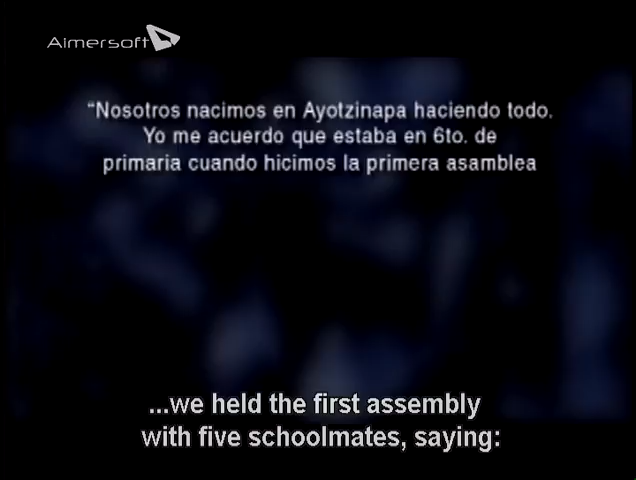 Aimersoft
“Nosotros nacimos en Ayotzinapa haciendo todo.
Yo me acuerdo que estaba en 6to. de
primaria cuando hicimos la primera asamblea
...we held the first assembly
with five schoolmates, saying: